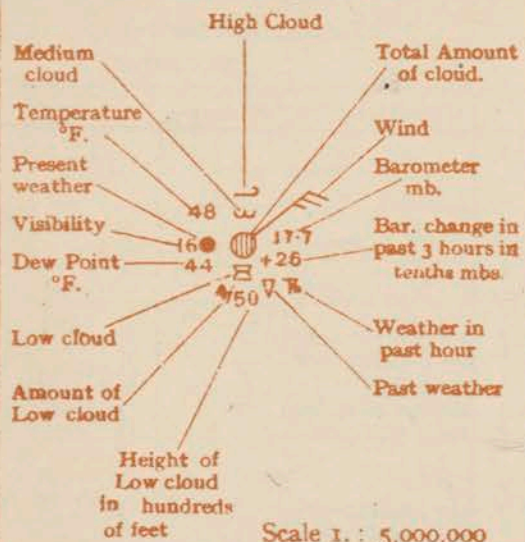 High Cloud
Medium
cloud
Total Amount
of cloud.
Temperature
°F.
Wind
Present
weather
Barometer
mb.
48
Visibility
16
17.7
Bar. change in
past 3 hours in
tenths mbs.
Dew Point
°F.
44
+26
/50
Low cloud
Weather in
past hour
Amount of
Low cloud
Past weather
Height of
Low cloud
in hundreds
of feet
Scale 1. : 5,000,000